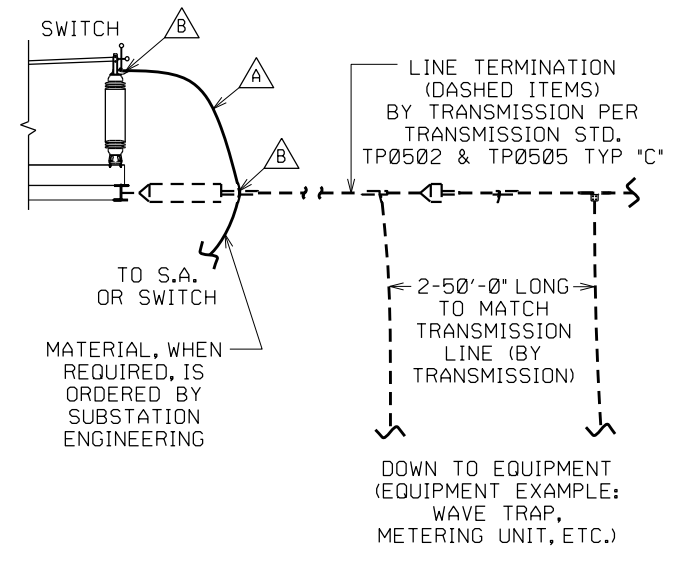 SWITCH
B
A
B
LINE TERMINATION
(DASHED ITEMS)
BY TRANSMISSION PER
TRANSMISSION STD.
TP0502 & TP0505 TYP "C"
TO S.A.
OR SWITCH
2-50'-0" LONG
TO MATCH
TRANSMISSION
LINE (BY
TRANSMISSION)
MATERIAL, WHEN
REQUIRED, IS
ORDERED BY
SUBSTATION
ENGINEERING
DOWN TO EQUIPMENT
(EQUIPMENT EXAMPLE:
WAVE TRAP,
METERING UNIT, ETC.)